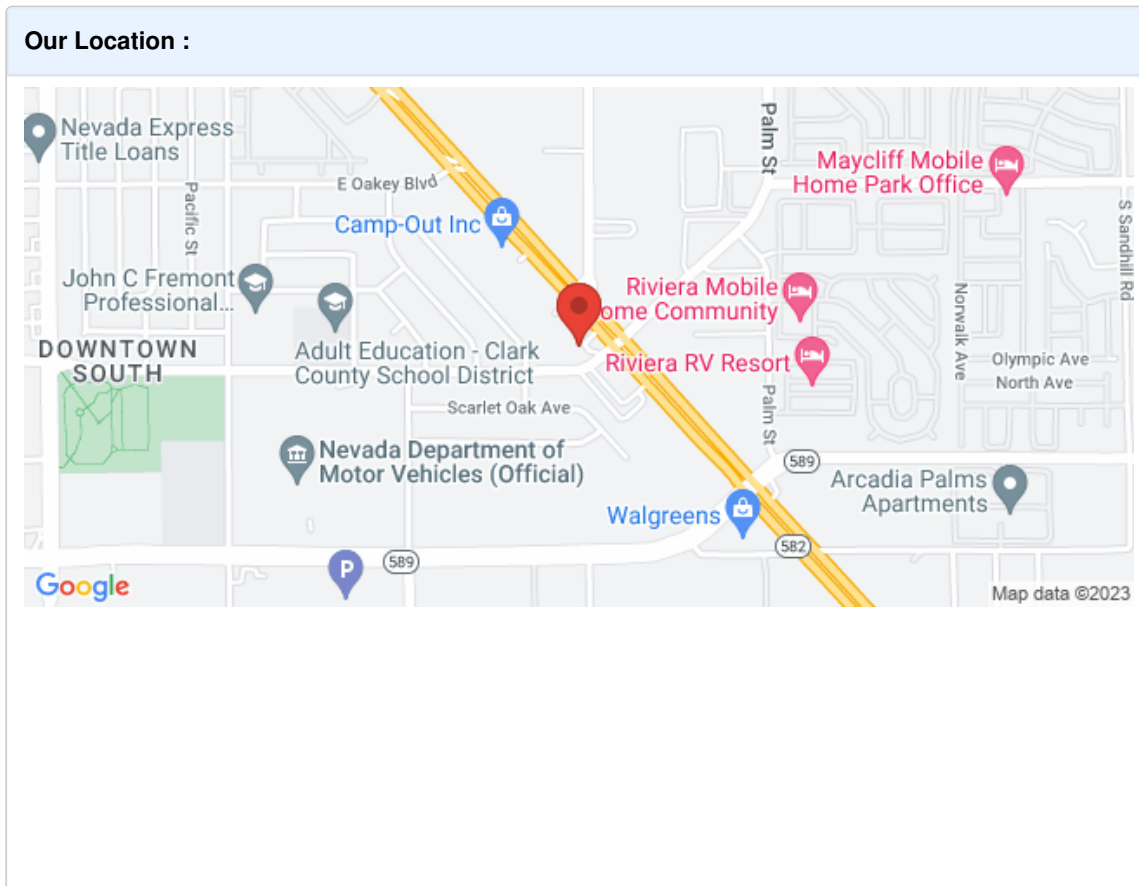 Our Location :
Nevada Express
Title Loans
Palm St
Maycliff Mobile
Home Park Office
E Oakey Blvd
Pacific St
Camp-Out Inc
S Sandhill Rd
John C Fremont
Professional...
Riviera Mobile
ome Community
Norwalk Ave
DOWNTOWN
SOUTH
Adult Education - Clark
County School District
Riviera RV Resort
Olympic Ave
North Ave
Scarlet Oak Ave
Palm St
Nevada Department of
Motor Vehicles (Official)
589
Arcadia Palms
Apartments
Walgreens
582
589
P
Google
Map data ©2023